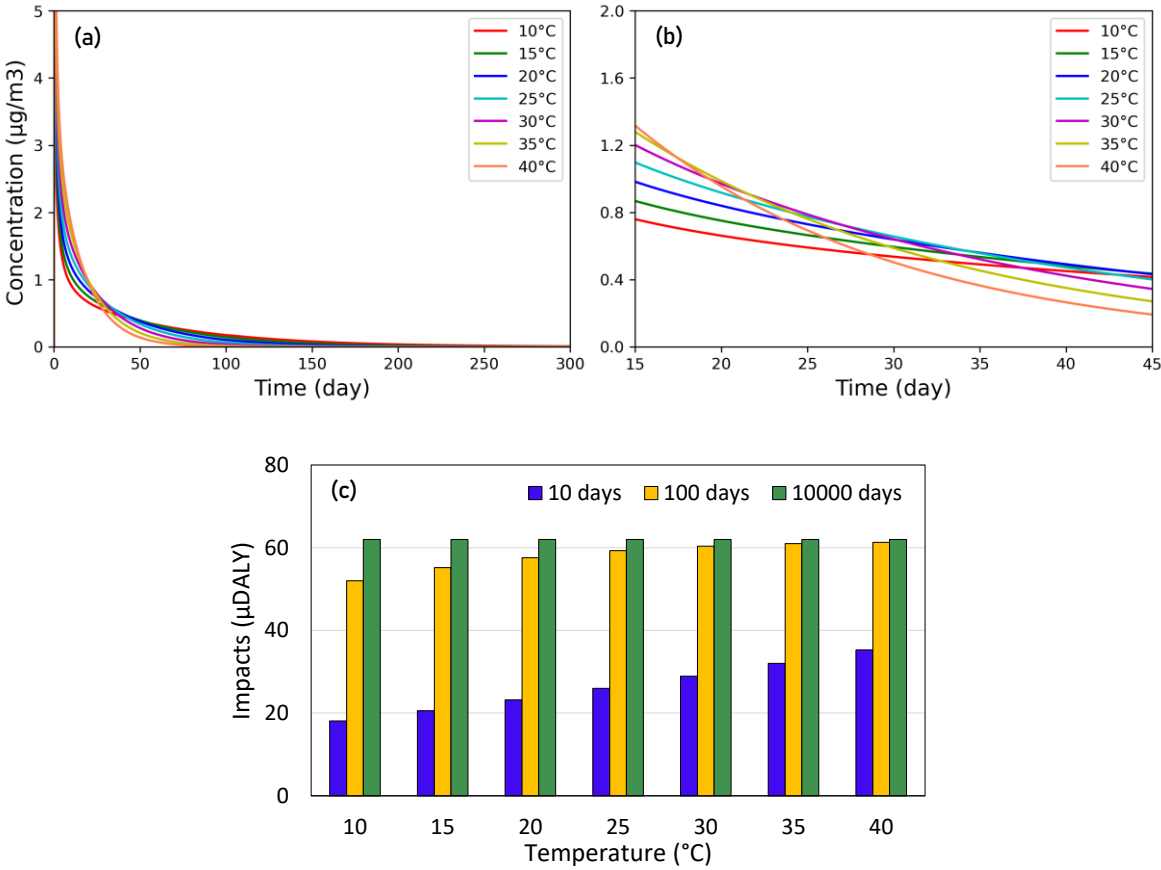 (a)
10°C
15°C
20°C
25°C
30°C
35°C
40°C
5
4
3
2
1
0
Concentration (µg/m3)
0 50 100 150 200 250 300
Time (day)
(b)
10°C
15°C
20°C
25°C
30°C
35°C
40°C
2.0
1.6
1.2
0.8
0.4
0.0
15 20 25 30 35 40 45
Time (day)
(c)
10 days 100 days 10000 days
80
60
40
20
0
Impacts (µDALY)
10 15 20 25 30 35 40
Temperature (°C)